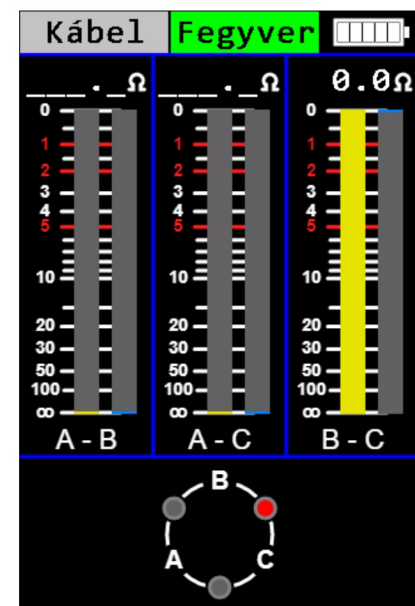 Kábel Fegyver
___._Ω ___._Ω 0.0Ω
0 0 0
1 1 1
2 2 2
3 3 3
4 4 4
5 5 5
10 10 10
20 20 20
30 30 30
50 50 50
100 100 100
∞ ∞ ∞
A - B A - C B - C
B
A C